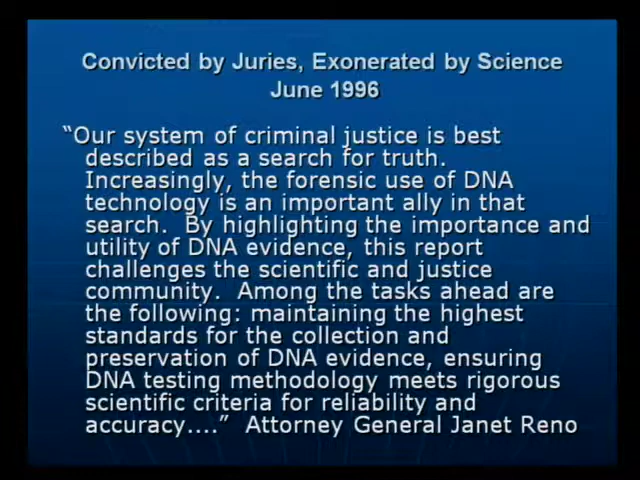 Convicted by Juries, Exonerated by Science
June 1996
“Our system of criminal justice is best
described as a search for truth.
Increasingly, the forensic use of DNA
technology is an important ally in that
search.  By highlighting the importance and
utility of DNA evidence, this report
challenges the scientific and justice
community.  Among the tasks ahead are
the following: maintaining the highest
standards for the collection and
preservation of DNA evidence, ensuring
DNA testing methodology meets rigorous
scientific criteria for reliability and
accuracy....”  Attorney General Janet Reno